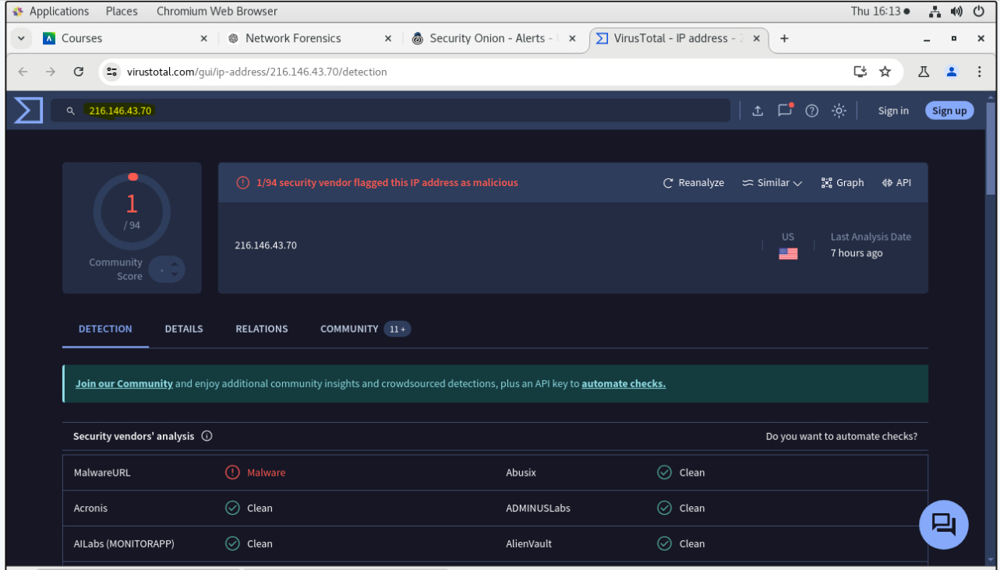 Applications Places Chromium Web Browser Thu 16:13
Courses Network Forensics Security Onion - Alerts - VirusTotal - IP address -
virustotal.com/gui/ip-address/216.146.43.70/detection
216.146.43.70 Sign in Sign up
1/94 security vendor flagged this IP address as malicious Reanalyze Similar Graph API
1
/ 94
216.146.43.70 US Last Analysis Date
7 hours ago
Community
Score
DETECTION DETAILS RELATIONS COMMUNITY 11+
Join our Community and enjoy additional community insights and crowdsourced detections, plus an API key to automate checks.
Security vendors' analysis Do you want to automate checks?
MalwareURL Malware Abusix Clean
Acronis Clean ADMINUSLabs Clean
AILabs (MONITORAPP) Clean AlienVault Clean